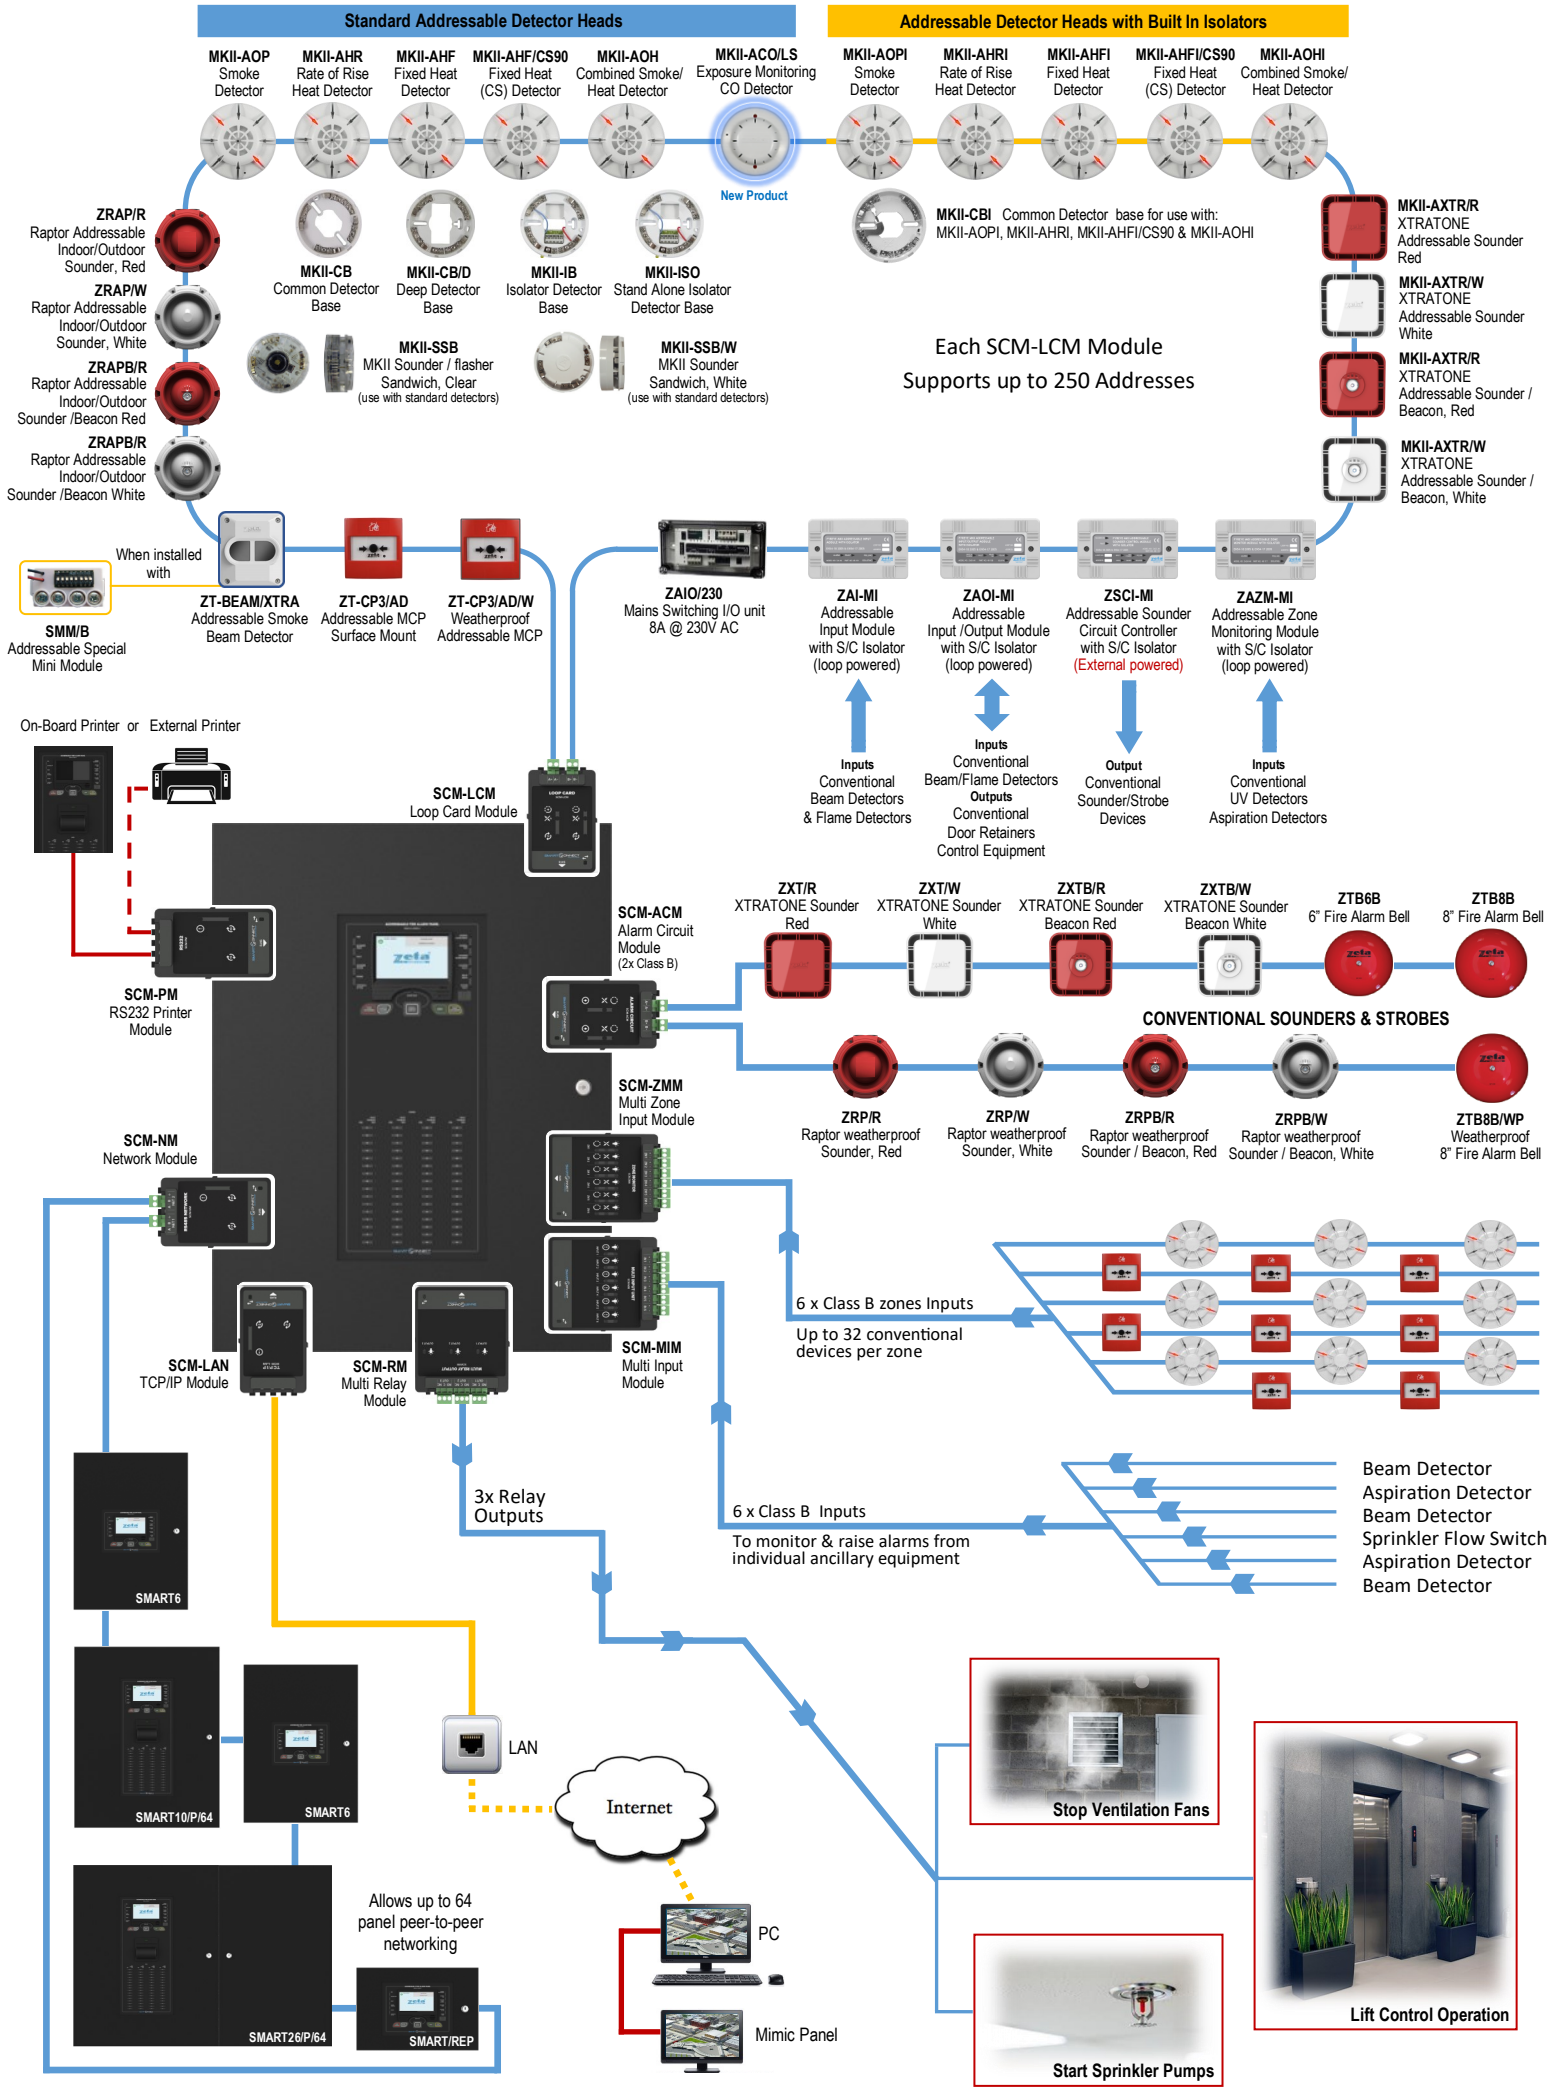 Standard Addressable Detector Heads
Addressable Detector Heads with Built In Isolators
MKII-AOP
Smoke
Detector
MKII-AHR
Rate of Rise
Heat Detector
MKII-AHF
Fixed Heat
Detector
MKII-AHF/CS90
Fixed Heat
(CS) Detector
MKII-AOH
Combined Smoke/
Heat Detector
MKII-ACO/LS
Exposure Monitoring
CO Detector
New Product
MKII-AOPI
Smoke
Detector
MKII-AHRI
Rate of Rise
Heat Detector
MKII-AHFI
Fixed Heat
Detector
MKII-AHFI/CS90
Fixed Heat
(CS) Detector
MKII-AOHI
Combined Smoke/
Heat Detector
ZRAP/R
Raptor Addressable
Indoor/Outdoor
Sounder, Red
ZRAP/W
Raptor Addressable
Indoor/Outdoor
Sounder, White
ZRAPB/R
Raptor Addressable
Indoor/Outdoor
Sounder /Beacon Red
ZRAPB/R
Raptor Addressable
Indoor/Outdoor
Sounder /Beacon White
MKII-CB
Common Detector
Base
MKII-CB/D
Deep Detector
Base
MKII-IB
Isolator Detector
Base
MKII-ISO
Stand Alone Isolator
Detector Base
MKII-CBI Common Detector base for use with:
MKII-AOPI, MKII-AHRI, MKII-AHFI/CS90 & MKII-AOHI
MKII-SSB
MKII Sounder / flasher
Sandwich, Clear
(use with standard detectors)
MKII-SSB/W
MKII Sounder
Sandwich, White
(use with standard detectors)
Each SCM-LCM Module
Supports up to 250 Addresses
MKII-AXTR/R
XTRATONE
Addressable Sounder
Red
MKII-AXTR/W
XTRATONE
Addressable Sounder
White
MKII-AXTR/R
XTRATONE
Addressable Sounder /
Beacon, Red
MKII-AXTR/W
XTRATONE
Addressable Sounder /
Beacon, White
When installed
with
SMM/B
Addressable Special
Mini Module
ZT-BEAM/XTRA
Addressable Smoke
Beam Detector
ZT-CP3/AD
Addressable MCP
Surface Mount
ZT-CP3/AD/W
Weatherproof
Addressable MCP
ZAIO/230
Mains Switching I/O unit
8A @ 230V AC
ZAI-MI
Addressable
Input Module
with S/C Isolator
(loop powered)
ZAOI-MI
Addressable
Input /Output Module
with S/C Isolator
(loop powered)
ZSCI-MI
Addressable Sounder
Circuit Controller
with S/C Isolator
(External powered)
ZAZM-MI
Addressable Zone
Monitoring Module
with S/C Isolator
(loop powered)
Inputs
Conventional
Beam Detectors
& Flame Detectors
Inputs
Conventional
Beam/Flame Detectors
Outputs
Conventional
Door Retainers
Control Equipment
Output
Conventional
Sounder/Strobe
Devices
Inputs
Conventional
UV Detectors
Aspiration Detectors
On-Board Printer or External Printer
SCM-LCM
Loop Card Module
LOOP CARD
SCM-PM
RS232 Printer
Module
RS232
SCM-ACM
Alarm Circuit
Module
(2x Class B)
ALARM CIRCUIT
zeta
ZXT/R
XTRATONE Sounder
Red
ZXT/W
XTRATONE Sounder
White
ZXTB/R
XTRATONE Sounder
Beacon Red
ZXTB/W
XTRATONE Sounder
Beacon White
ZTB6B
6” Fire Alarm Bell
ZTB8B
8” Fire Alarm Bell
zeta
zeta
CONVENTIONAL SOUNDERS & STROBES
ZRP/R
Raptor weatherproof
Sounder, Red
ZRP/W
Raptor weatherproof
Sounder, White
ZRPB/R
Raptor weatherproof
Sounder / Beacon, Red
ZRPB/W
Raptor weatherproof
Sounder / Beacon, White
ZTB8B/WP
Weatherproof
8” Fire Alarm Bell
zeta
SCM-ZMM
Multi Zone
Input Module
ZONE MONITOR
SCM-NM
Network Module
RS485 NETWORK
6 x Class B zones Inputs
Up to 32 conventional
devices per zone
SCM-LAN
TCP/IP Module
TCP/IP
SCM-RM
Multi Relay
Module
MULTI RELAY OUTPUT
SCM-MIM
Multi Input
Module
MULTI INPUT UNIT
3x Relay
Outputs
6 x Class B Inputs
To monitor & raise alarms from
individual ancillary equipment
Beam Detector
Aspiration Detector
Beam Detector
Sprinkler Flow Switch
Aspiration Detector
Beam Detector
SMART6
SMART10/P/64
SMART6
SMART26/P/64
SMART/REP
Allows up to 64
panel peer-to-peer
networking
LAN
Internet
PC
Mimic Panel
Stop Ventilation Fans
Lift Control Operation
Start Sprinkler Pumps